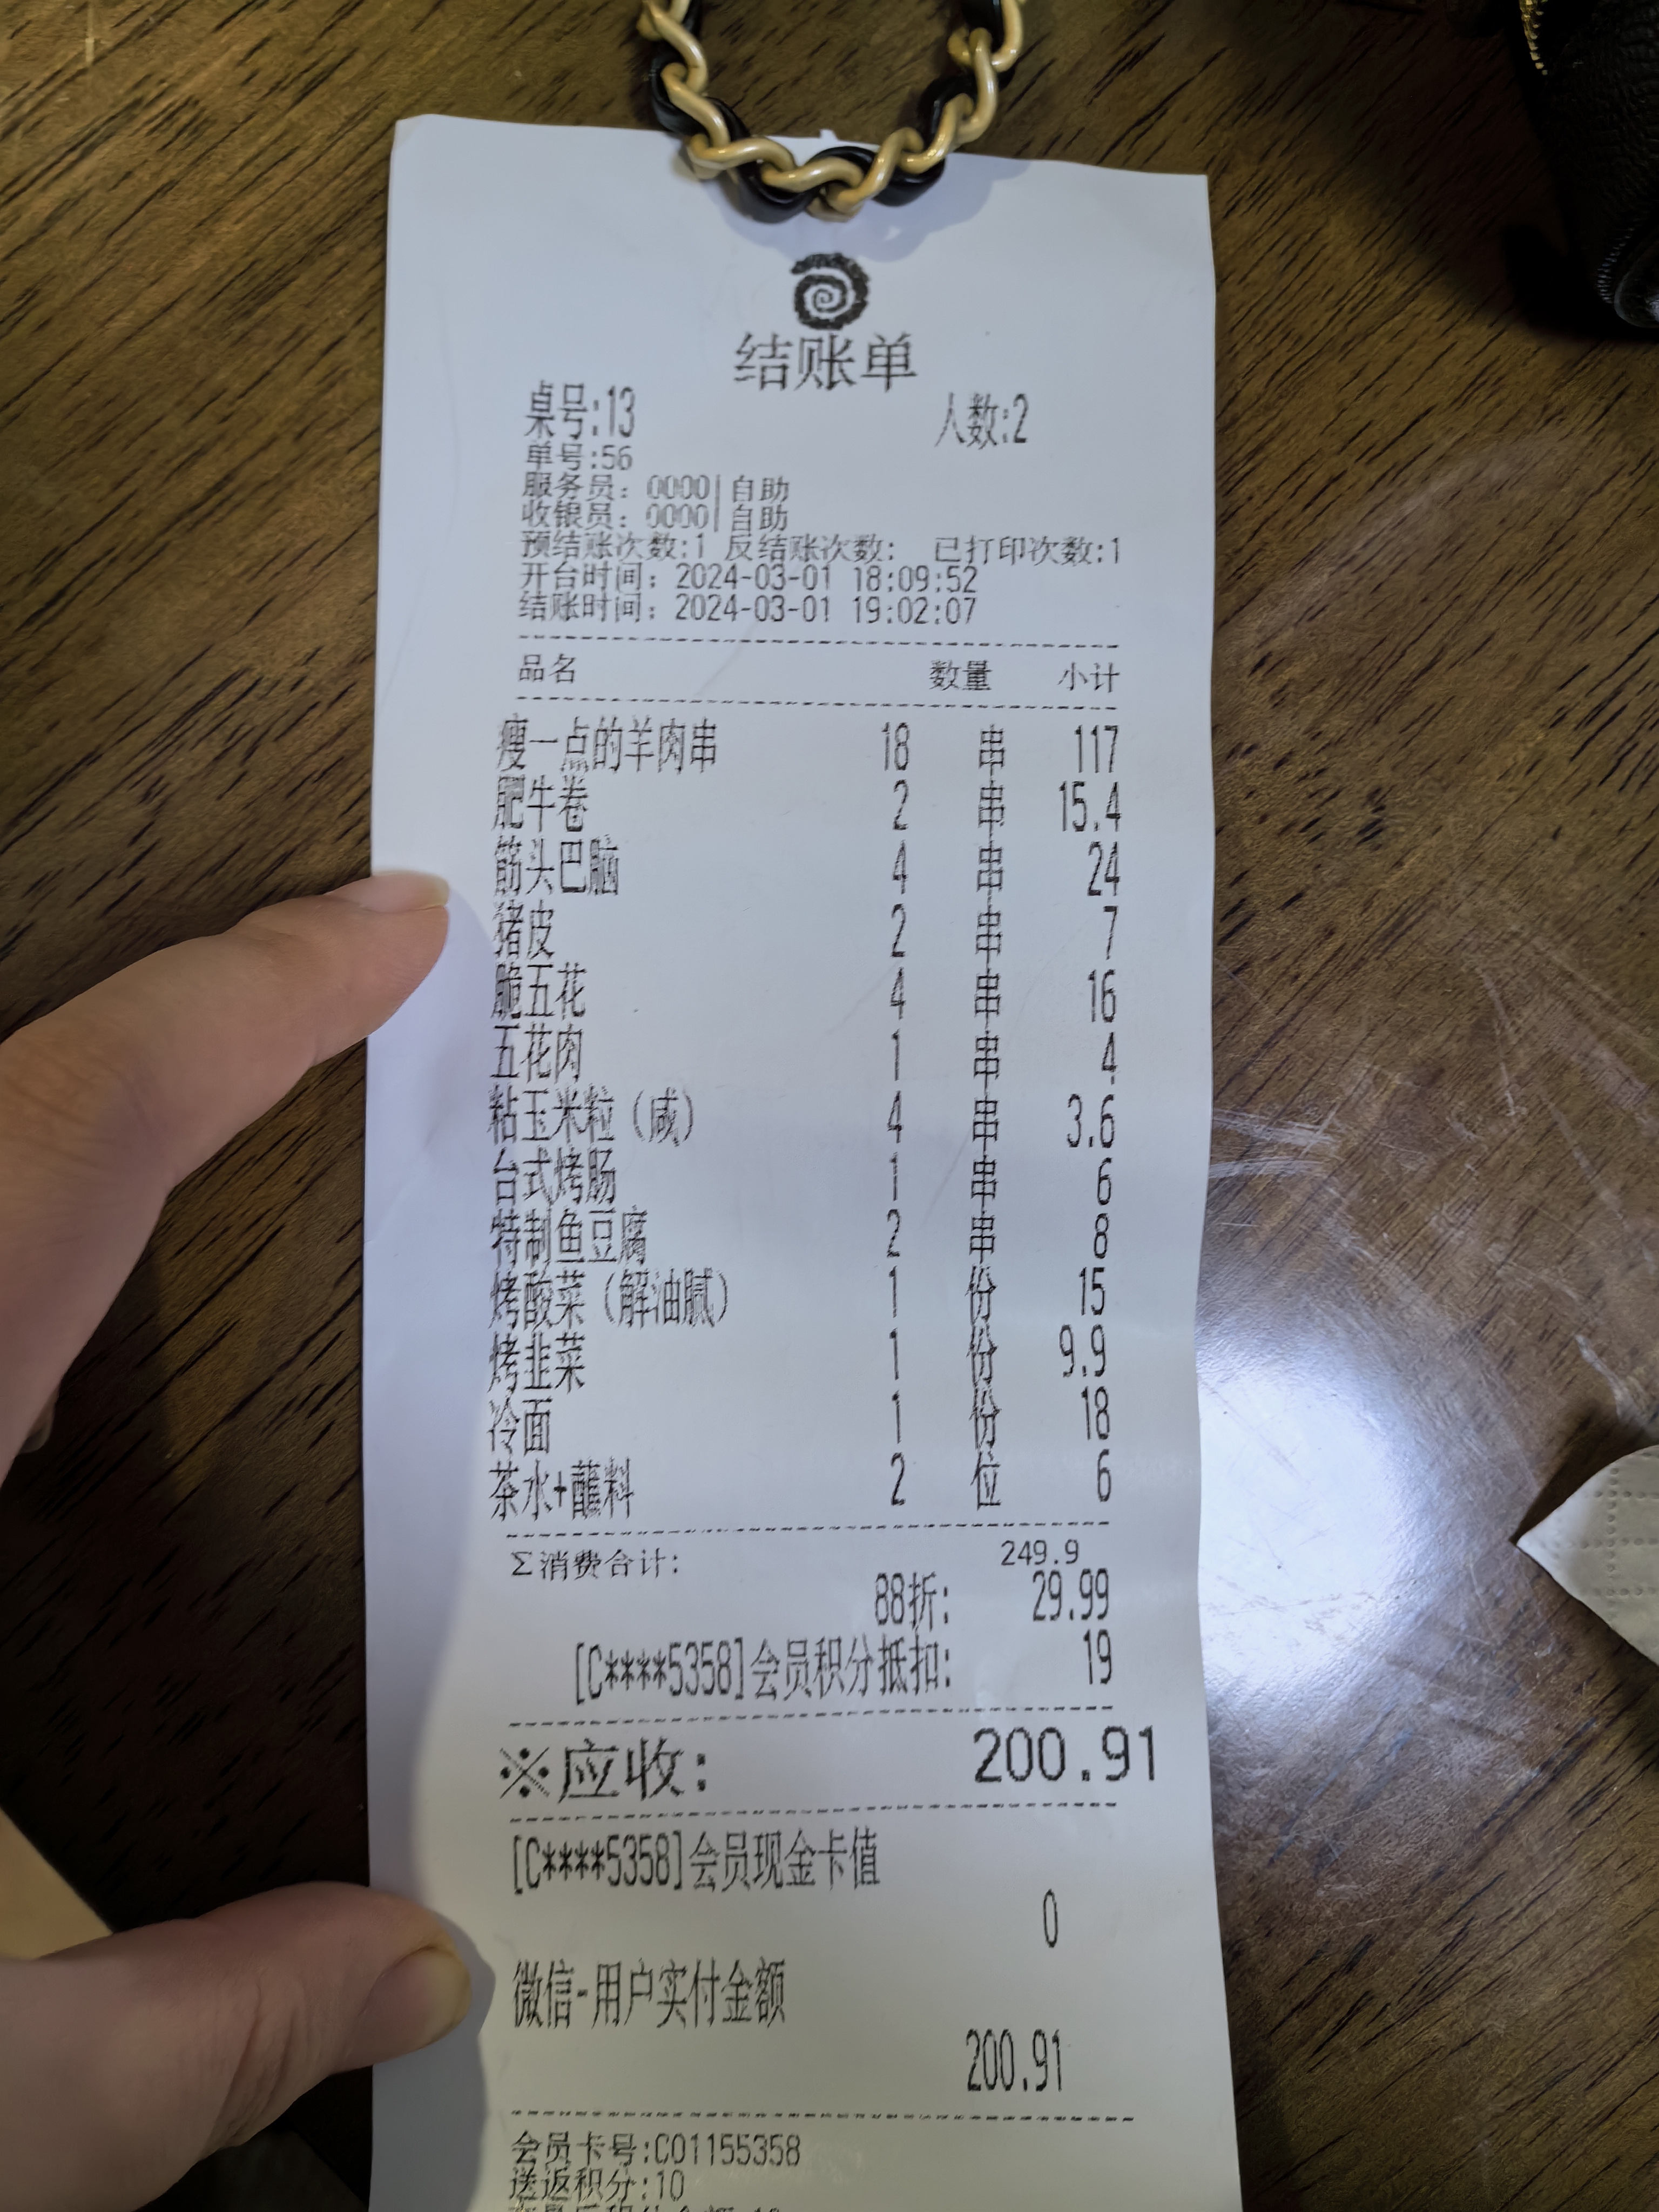 结账单
桌号:13 人数:2
单号:56
服务员: 0000| 自助
收银员: 0000| 自助
预结账次数:1 反结账次数: 已打印次数:1
开台时间: 2024-03-01 18:09:52
结账时间: 2024-03-01 19:02:07
品名 数量 小计
瘦一点的羊肉串 18 串 117
肥牛卷 2 串 15.4
筋头巴脑 4 串 24
猪皮 2 串 7
脆五花 4 串 16
五花肉 1 串 4
粘玉米粒(咸) 4 串 3.6
台式烤肠 1 串 6
特制鱼豆腐 2 串 8
烤酸菜(解油腻) 1 份 15
烤韭菜 1 份 9.9
冷面 1 份 18
茶水+蘸料 2 位 6
Σ消费合计: 249.9
88折: 29.99
[C****5358]会员积分抵扣: 19
※应收: 200.91
[C****5358]会员现金卡值
0
微信-用户实付金额
200.91
会员卡号:C01155358
送返积分:10